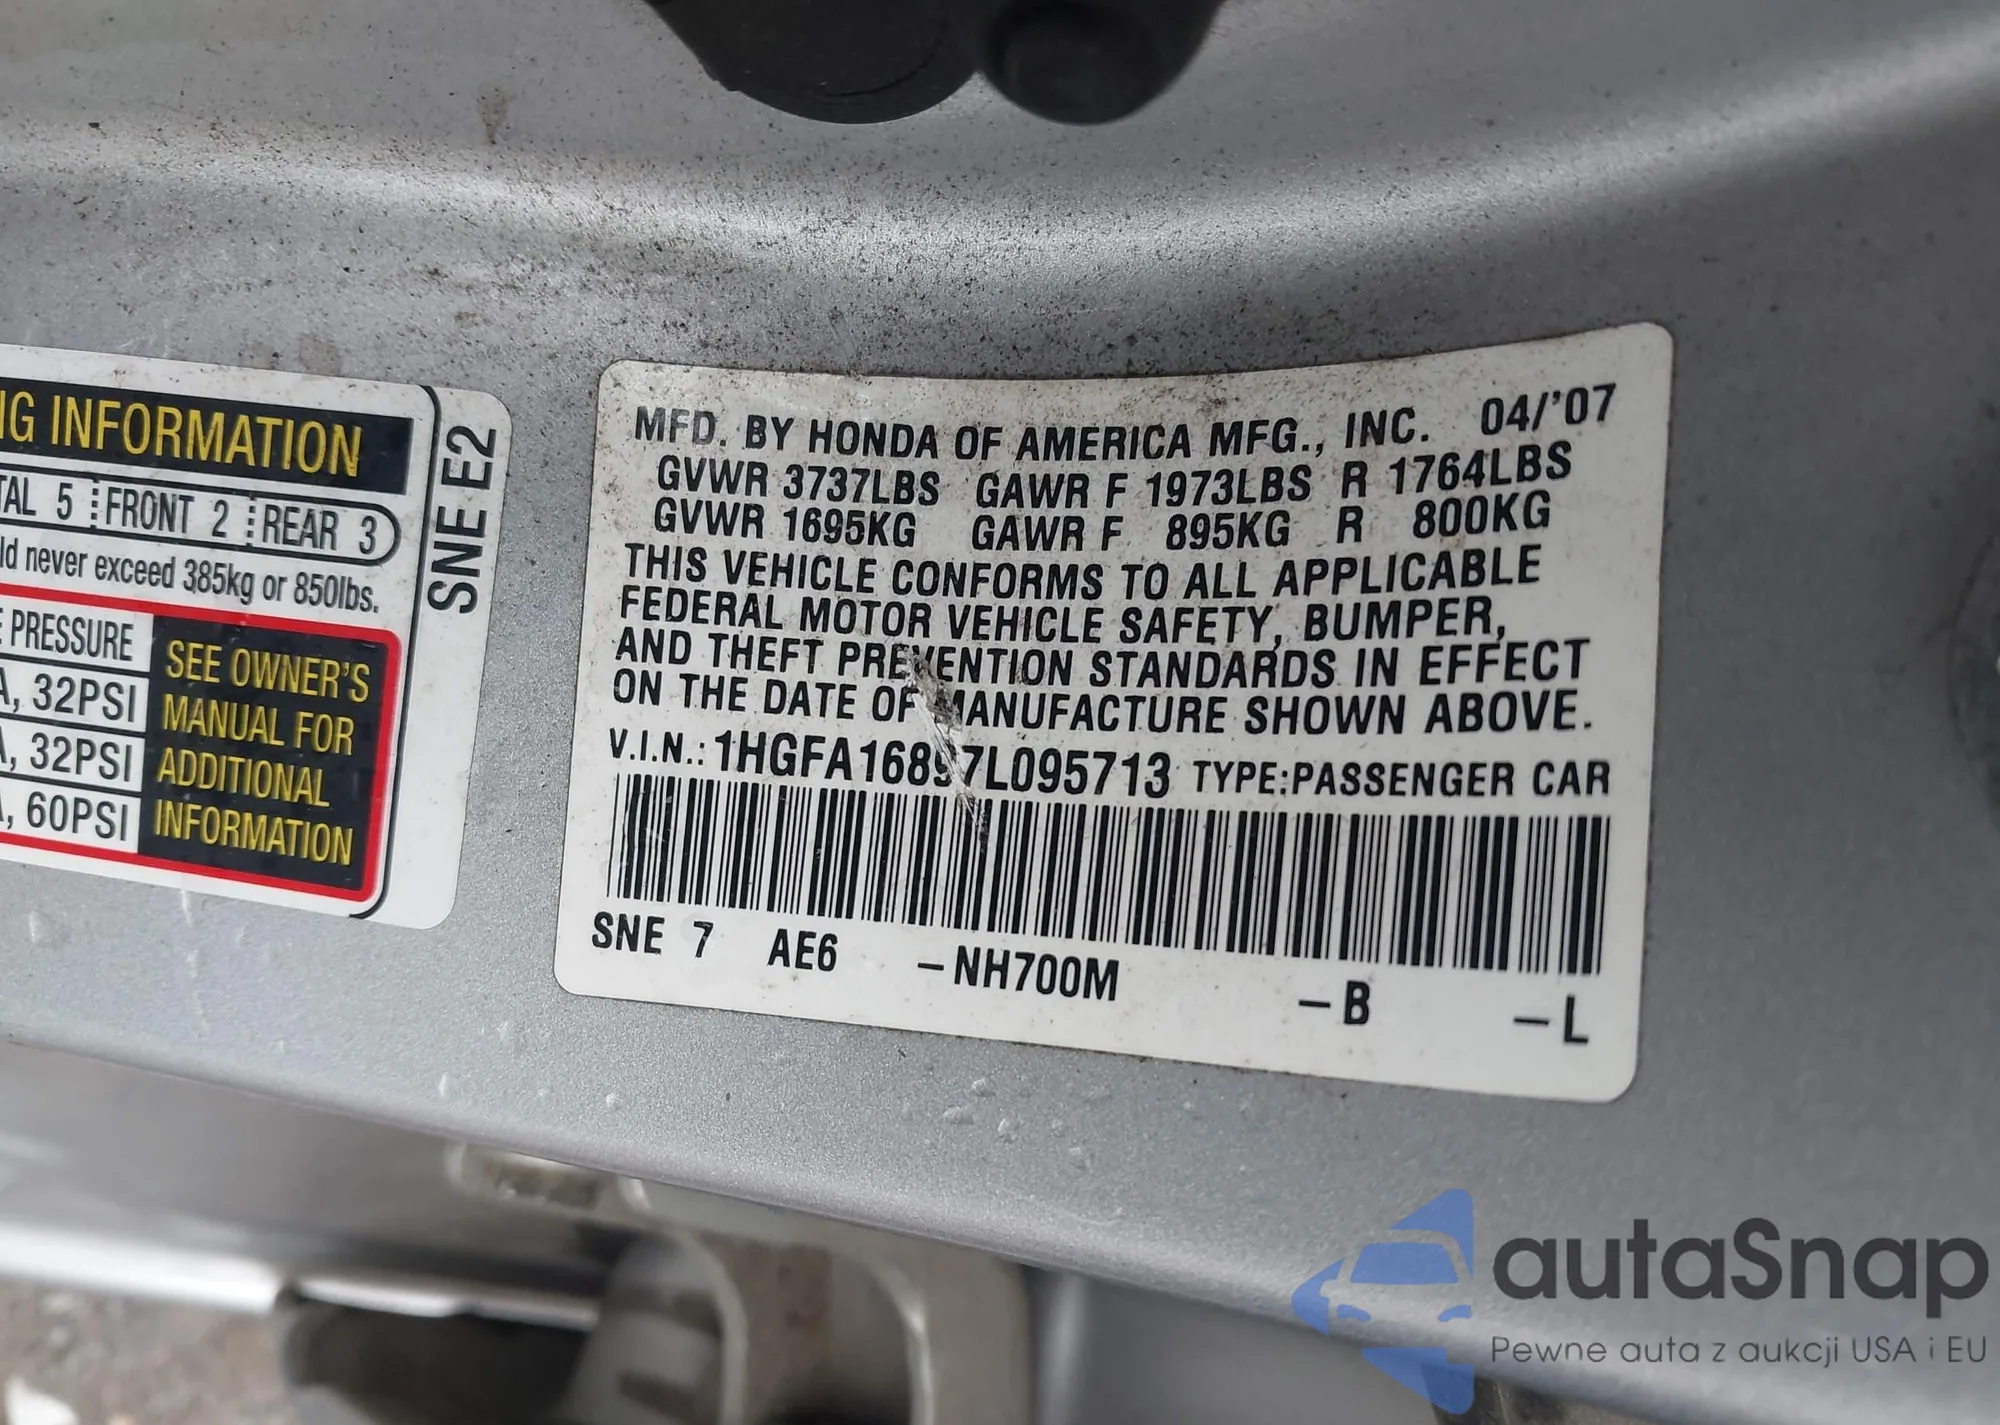 NG INFORMATION
TAL 5 FRONT 2 REAR 3
ld never exceed 385kg or 850lbs.
E PRESSURE
A, 32PSI
A, 32PSI
A, 60PSI
SEE OWNER'S
MANUAL FOR
ADDITIONAL
INFORMATION
SNE E2
MFD. BY HONDA OF AMERICA MFG., INC. 04/'07
GVWR 3737LBS GAWR F 1973LBS R 1764LBS
GVWR 1695KG GAWR F 895KG R 800KG
THIS VEHICLE CONFORMS TO ALL APPLICABLE
FEDERAL MOTOR VEHICLE SAFETY, BUMPER,
AND THEFT PREVENTION STANDARDS IN EFFECT
ON THE DATE OF MANUFACTURE SHOWN ABOVE.
V.I.N.: 1HGFA16897L095713 TYPE:PASSENGER CAR
SNE 7 AE6 –NH700M –B –L
autaSnap
Pewne auta z aukcji USA i EU